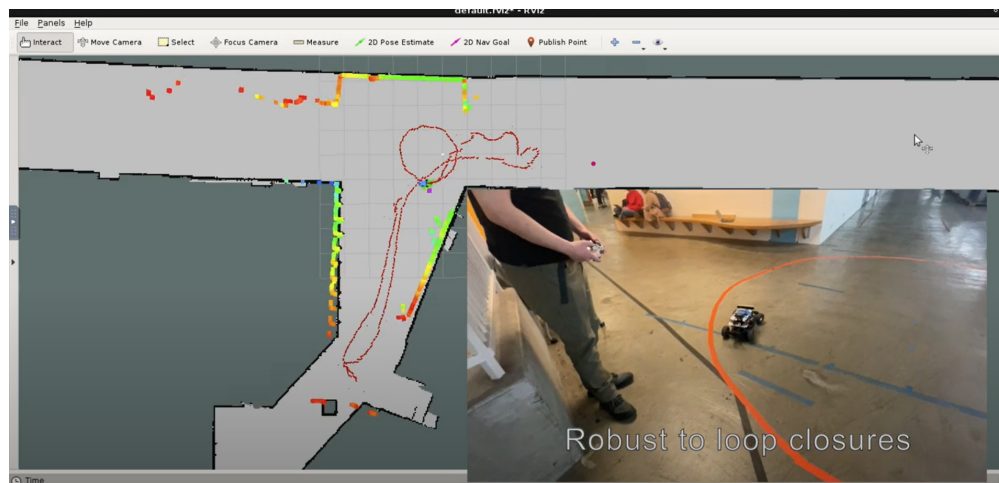 default.rviz* - RViz
File Panels Help
Interact Move Camera Select Focus Camera Measure 2D Pose Estimate 2D Nav Goal Publish Point
Robust to loop closures
Time